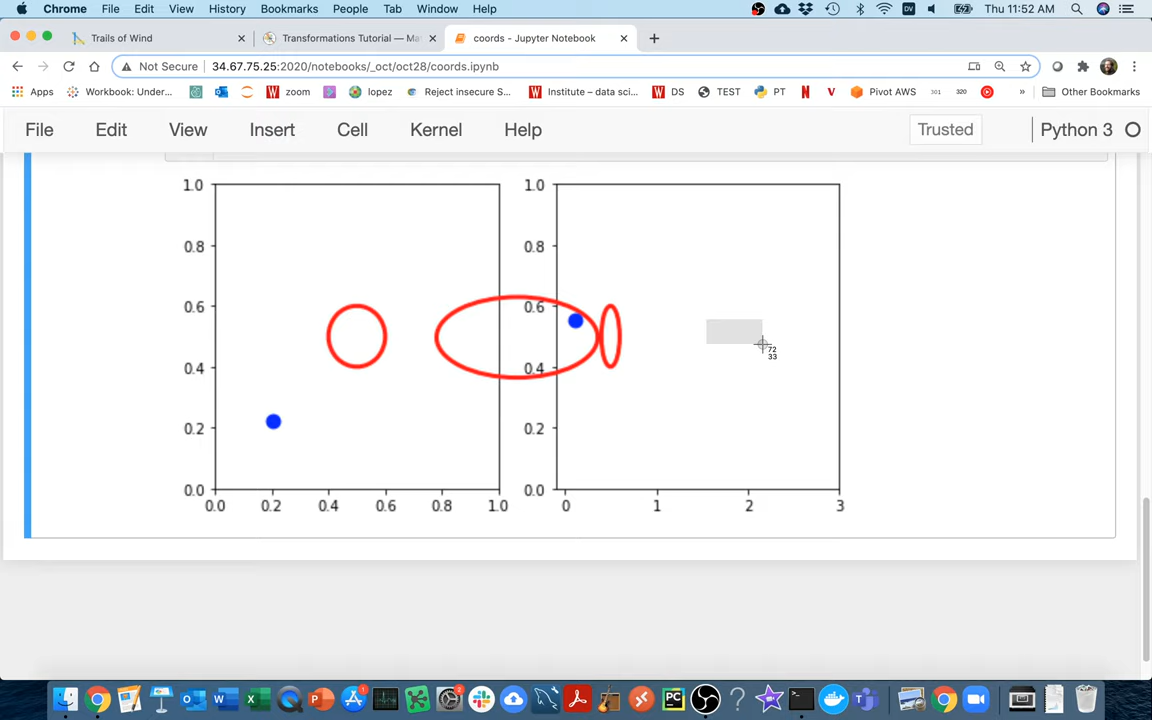 Chrome File Edit View History Bookmarks People Tab Window Help Thu 11:52 AM
Trails of Wind Transformations Tutorial — Ma coords - Jupyter Notebook
Not Secure 34.67.75.25:2020/notebooks/_oct/oct28/coords.ipynb
Apps Workbook: Under... zoom lopez Reject insecure S... Institute – data sci... DS TEST PT Pivot AWS 301 320 » Other Bookmarks
File Edit View Insert Cell Kernel Help Trusted Python 3
1.0 1.0
0.8 0.8
0.6 0.6
72
33
0.4 0.4
0.2 0.2
0.0 0.0
0.0 0.2 0.4 0.6 0.8 1.0 0 1 2 3